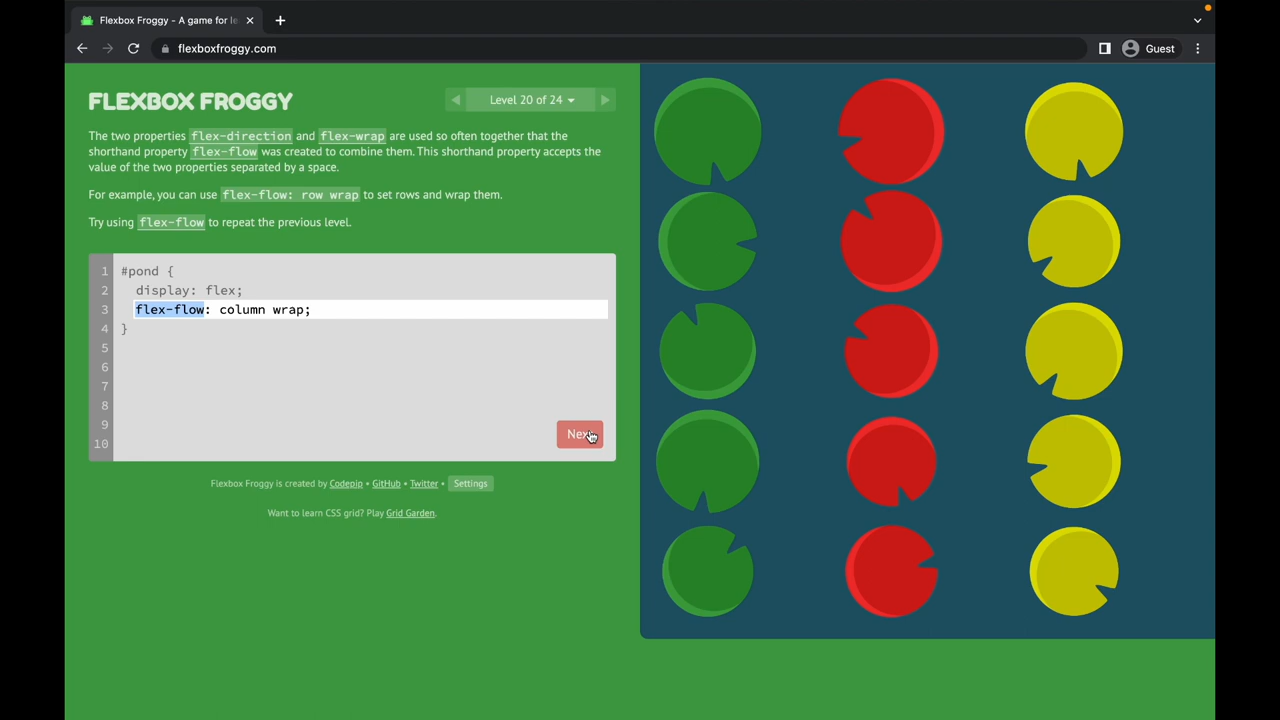 Flexbox Froggy - A game for le
flexboxfroggy.com
Guest
FLEXBOX FROGGY
Level 20 of 24
The two properties flex-direction and flex-wrap are used so often together that the
shorthand property flex-flow was created to combine them. This shorthand property accepts the
value of the two properties separated by a space.
For example, you can use flex-flow: row wrap to set rows and wrap them.
Try using flex-flow to repeat the previous level.
1 #pond {
2 display: flex;
3 flex-flow: column wrap;
4 }
5
6
7
8
9
10
Next
Flexbox Froggy is created by Codepip • GitHub • Twitter • Settings
Want to learn CSS grid? Play Grid Garden.